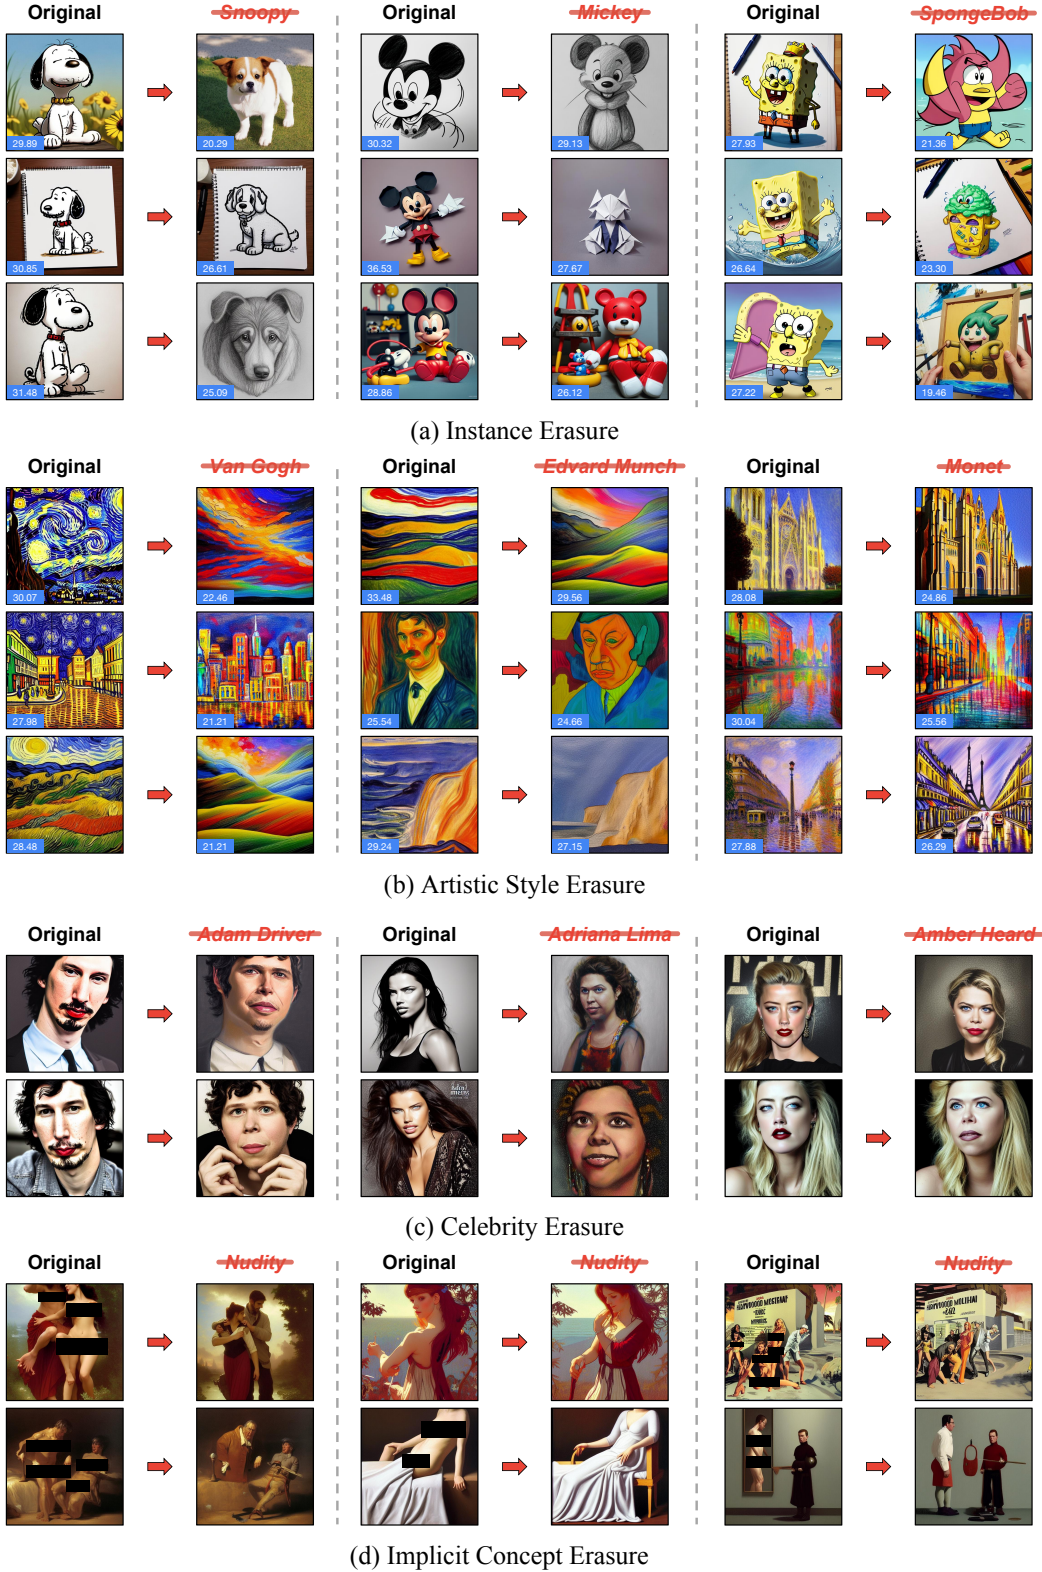 Original Snoopy Original Mickey Original SpongeBob
29.89 20.29 30.32 29.13 27.93 21.36
30.85 26.61 36.53 27.67 26.64 23.30
31.48 25.09 28.86 26.12 27.22 19.46
(a) Instance Erasure
Original Van Gogh Original Edvard Munch Original Monet
30.07 22.46 33.48 29.56 28.08 24.86
27.98 21.21 25.54 24.66 30.04 25.56
28.48 21.21 29.24 27.15 27.88 26.29
(b) Artistic Style Erasure
Original Adam Driver Original Adriana Lima Original Amber Heard
(c) Celebrity Erasure
Original Nudity Original Nudity Original Nudity
(d) Implicit Concept Erasure